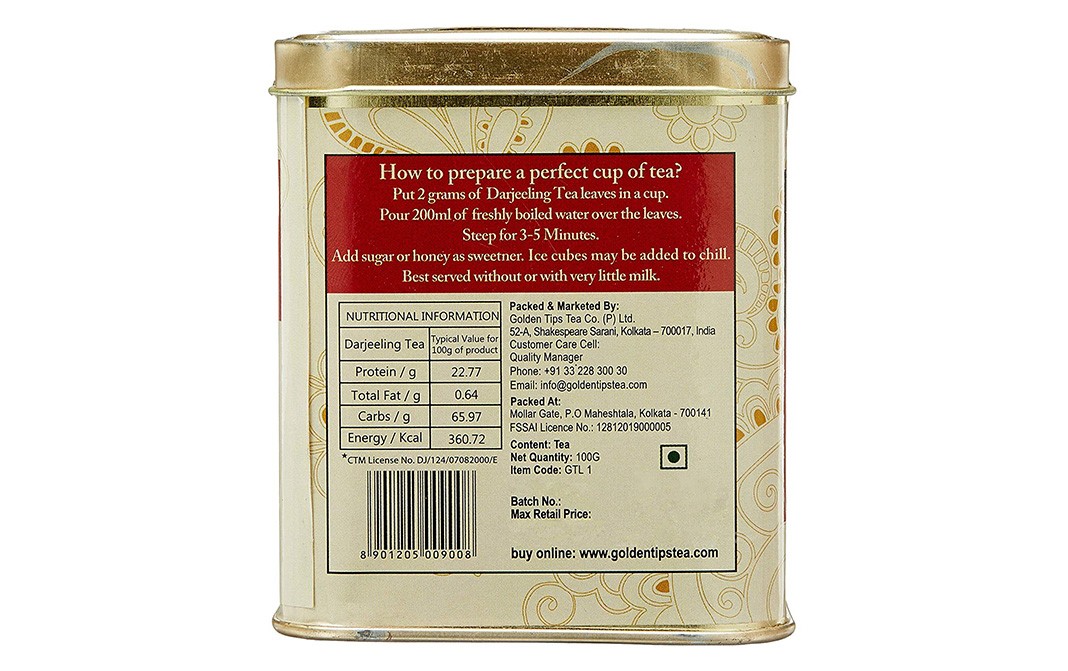 How to prepare a perfect cup of tea?
Put 2 grams of Darjeeling Tea leaves in a cup.
Pour 200ml of freshly boiled water over the leaves.
Steep for 3-5 Minutes.
Add sugar or honey as sweetner. Ice cubes may be added to chill.
Best served without or with very little milk.
NUTRITIONAL INFORMATION
Darjeeling Tea Typical Value for 100g of product
Protein / g 22.77
Total Fat / g 0.64
Carbs / g 65.97
Energy / Kcal 360.72
*CTM License No. DJ/124/07082000/E
8 901205 009008
Packed & Marketed By:
Golden Tips Tea Co. (P) Ltd.
52-A, Shakespeare Sarani, Kolkata – 700017, India
Customer Care Cell:
Quality Manager
Phone: +91 33 228 300 30
Email: info@goldentipstea.com
Packed At:
Mollar Gate, P.O Maheshtala, Kolkata - 700141
FSSAI Licence No.: 12812019000005
Content: Tea
Net Quantity: 100G
Item Code: GTL 1
Batch No.:
Max Retail Price:
buy online: www.goldentipstea.com